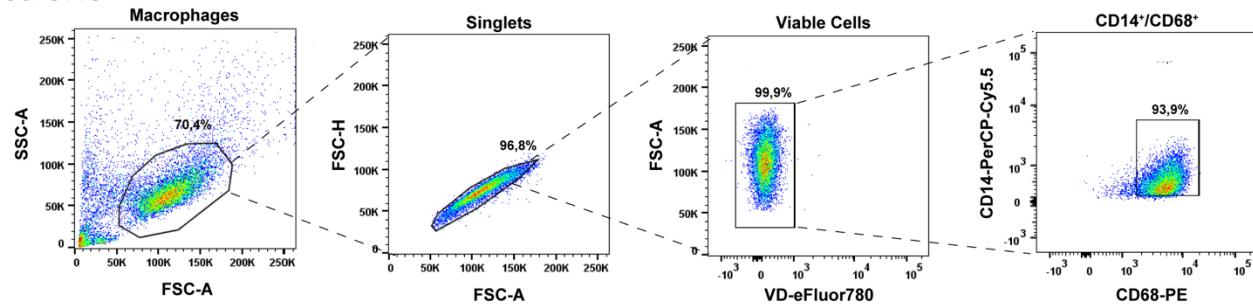 Macrophages
SSC-A
250K
200K
150K
100K
50K
0
70,4%
0
50K
100K
150K
200K
250K
FSC-A
Singlets
FSC-H
250K
200K
150K
100K
50K
0
96,8%
0
50K
100K
150K
200K
250K
FSC-A
Viable Cells
FSC-A
250K
200K
150K
100K
50K
0
99,9%
-10³
0
10³
10⁴
10⁵
VD-eFluor780
CD14⁺/CD68⁺
CD14-PerCP-Cy5.5
10⁵
10⁴
10³
0
-10³
93,9%
-10³
0
10³
10⁴
10⁵
CD68-PE